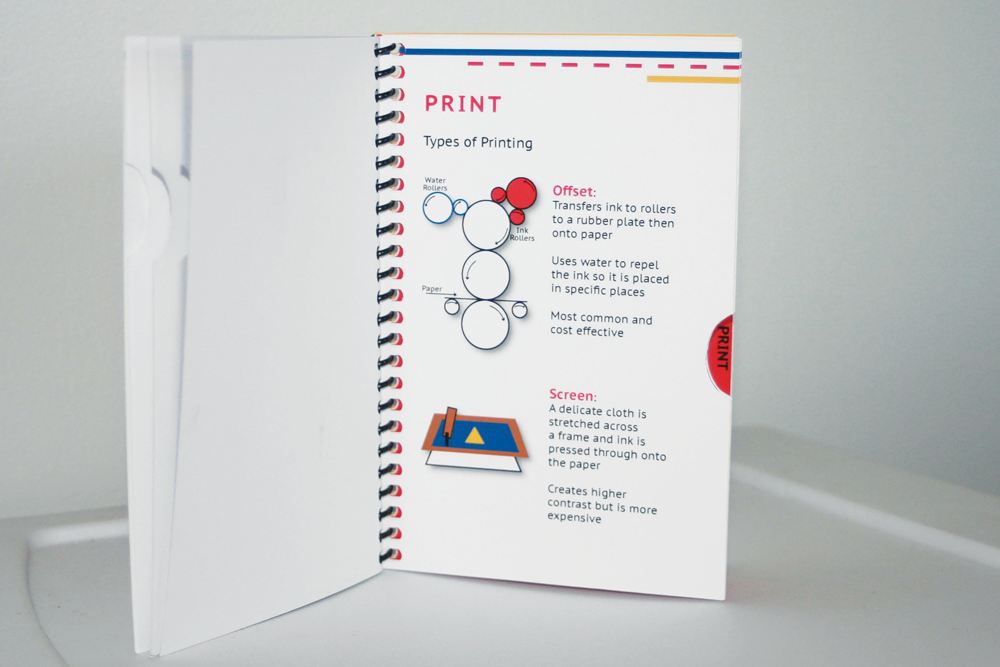 PRINT
Types of Printing
Water
Rollers
Ink
Rollers
Paper
Offset:
Transfers ink to rollers
to a rubber plate then
onto paper
Uses water to repel
the ink so it is placed
in specific places
Most common and
cost effective
PRINT
Screen:
A delicate cloth is
stretched across
a frame and ink is
pressed through onto
the paper
Creates higher
contrast but is more
expensive